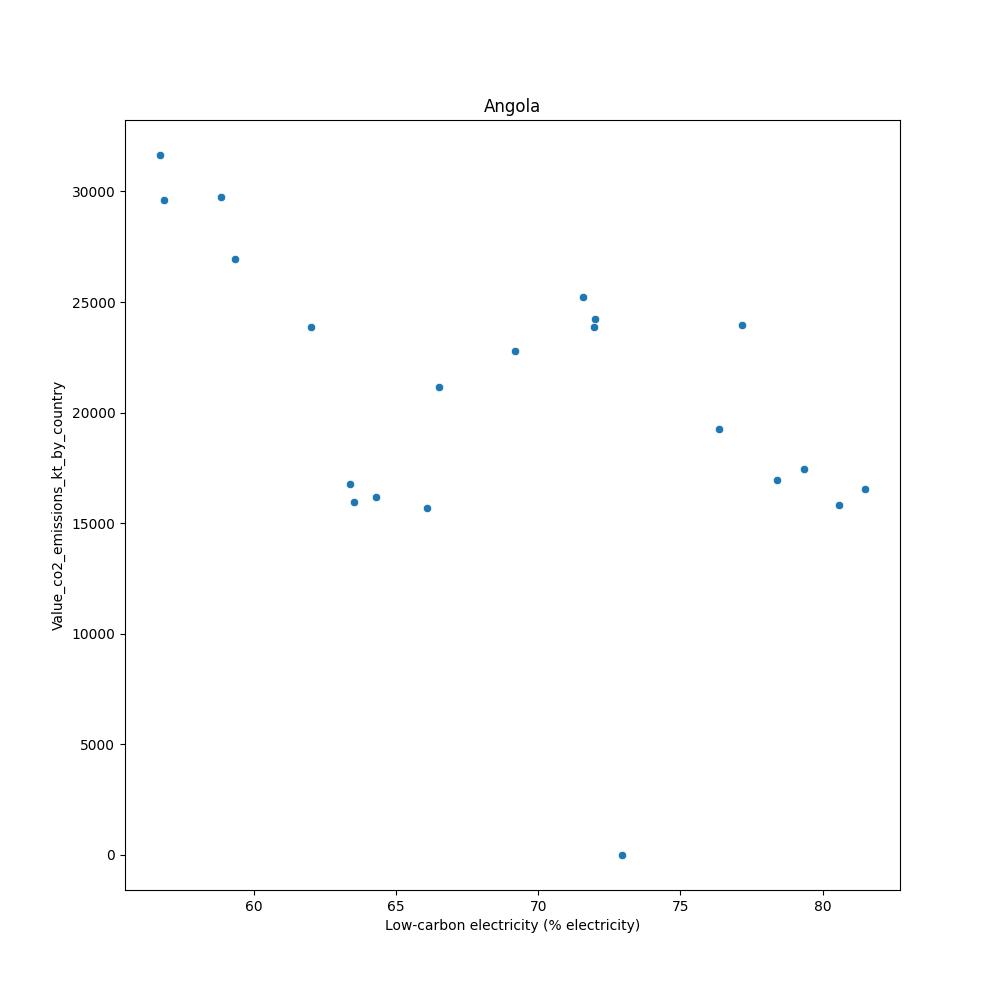 Angola
30000
25000
20000
15000
10000
5000
0
Value_co2_emissions_kt_by_country
60 65 70 75 80
Low-carbon electricity (% electricity)